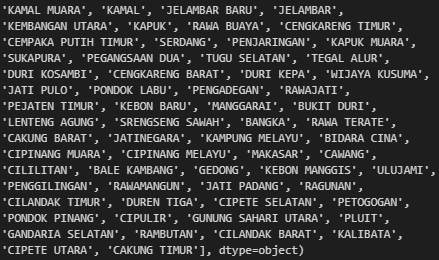 'KAMAL MUARA', 'KAMAL', 'JELAMBAR BARU', 'JELAMBAR',
'KEMBANGAN UTARA', 'KAPUK', 'RAWA BUAYA', 'CENGKARENG TIMUR',
'CEMPAKA PUTIH TIMUR', 'SERDANG', 'PENJARINGAN', 'KAPUK MUARA',
'SUKAPURA', 'PEGANGSAAN DUA', 'TUGU SELATAN', 'TEGAL ALUR',
'DURI KOSAMBI', 'CENGKARENG BARAT', 'DURI KEPA', 'WIJAYA KUSUMA',
'JATI PULO', 'PONDOK LABU', 'PENGADEGAN', 'RAWAJATI',
'PEJATEN TIMUR', 'KEBON BARU', 'MANGGARAI', 'BUKIT DURI',
'LENTENG AGUNG', 'SRENGSENG SAWAH', 'BANGKA', 'RAWA TERATE',
'CAKUNG BARAT', 'JATINEGARA', 'KAMPUNG MELAYU', 'BIDARA CINA',
'CIPINANG MUARA', 'CIPINANG MELAYU', 'MAKASAR', 'CAWANG',
'CILILITAN', 'BALE KAMBANG', 'GEDONG', 'KEBON MANGGIS', 'ULUJAMI',
'PENGGILINGAN', 'RAWAMANGUN', 'JATI PADANG', 'RAGUNAN',
'CILANDAK TIMUR', 'DUREN TIGA', 'CIPETE SELATAN', 'PETOGOGAN',
'PONDOK PINANG', 'CIPULIR', 'GUNUNG SAHARI UTARA', 'PLUIT',
'GANDARIA SELATAN', 'RAMBUTAN', 'CILANDAK BARAT', 'KALIBATA',
'CIPETE UTARA', 'CAKUNG TIMUR'], dtype=object)